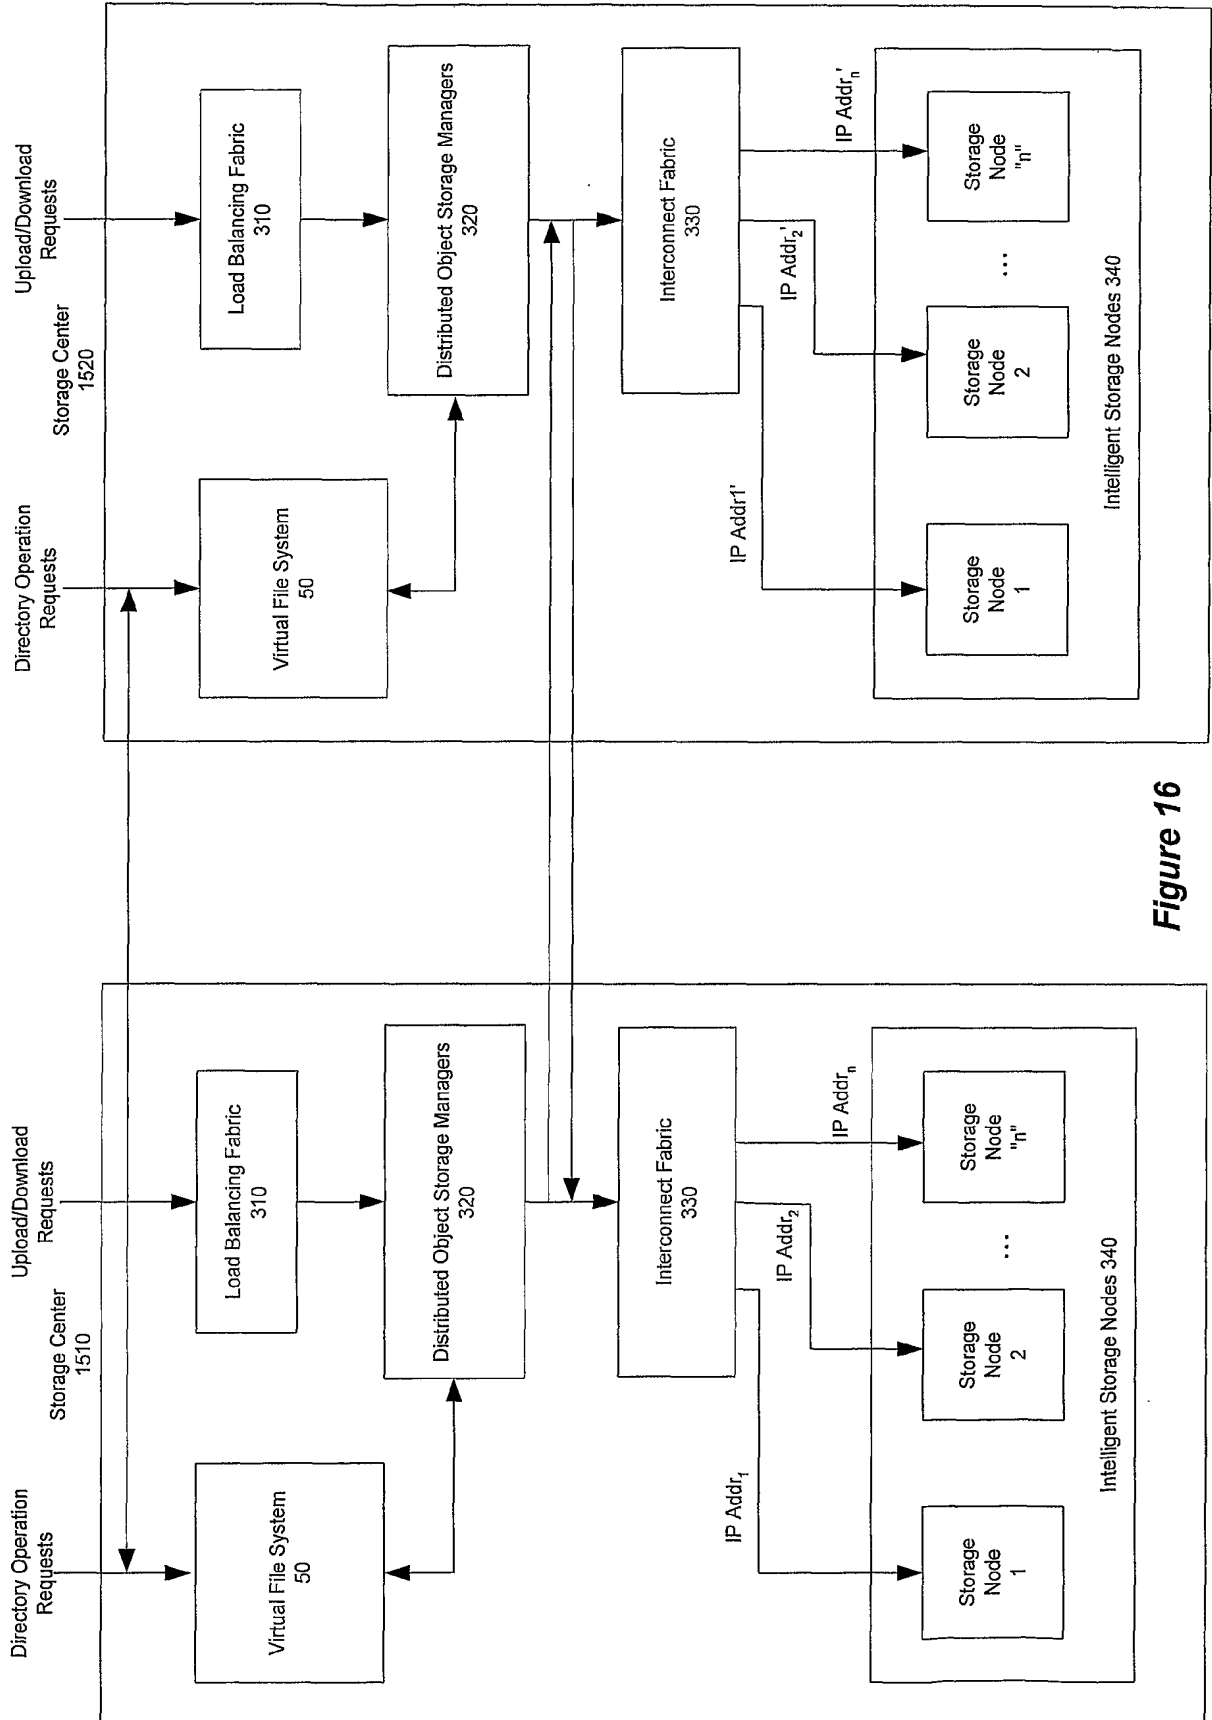 Directory Operation
Requests
Storage Center
1510
Upload/Download
Requests
Virtual File System
50
Load Balancing Fabric
310
Distributed Object Storage Managers
320
Interconnect Fabric
330
IP Addr1
IP Addr2
IP Addrn
Storage
Node
1
Storage
Node
2
...
Storage
Node
"n"
Intelligent Storage Nodes 340
Directory Operation
Requests
Storage Center
1520
Upload/Download
Requests
Virtual File System
50
Load Balancing Fabric
310
Distributed Object Storage Managers
320
Interconnect Fabric
330
IP Addr1'
IP Addr2'
IP Addrn'
Storage
Node
1
Storage
Node
2
...
Storage
Node
"n"
Intelligent Storage Nodes 340
Figure 16